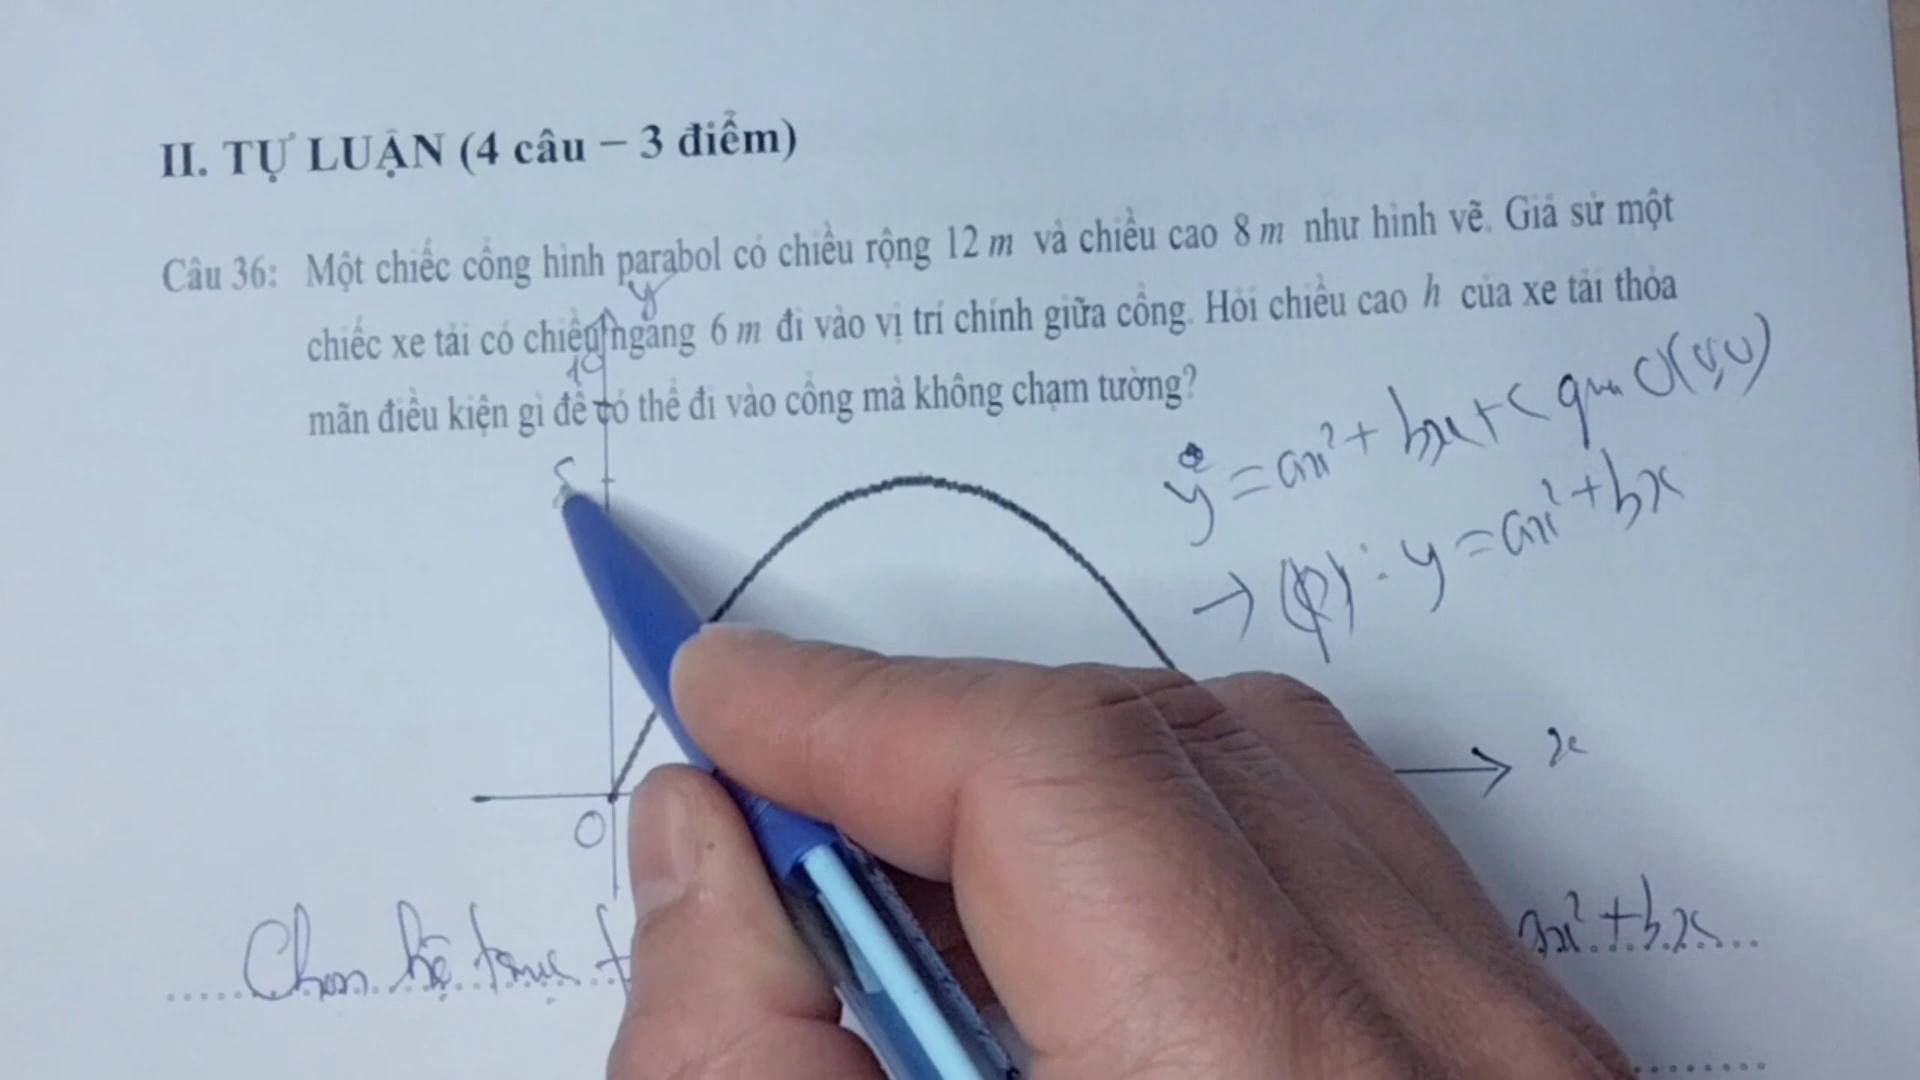 II. TỰ LUẬN (4 câu – 3 điểm)
Câu 36: Một chiếc cổng hình parabol có chiều rộng 12 m và chiều cao 8 m như hình vẽ. Giả sử một
chiếc xe tải có chiều ngang 6 m đi vào vị trí chính giữa cổng. Hỏi chiều cao h của xe tải thỏa
mãn điều kiện gì để có thể đi vào cổng mà không chạm tường?
y
y = ax² + bx + c qua O(0,0)
→ (P): y = ax² + bx
x
O
Chọn hệ trục
ax² + bx